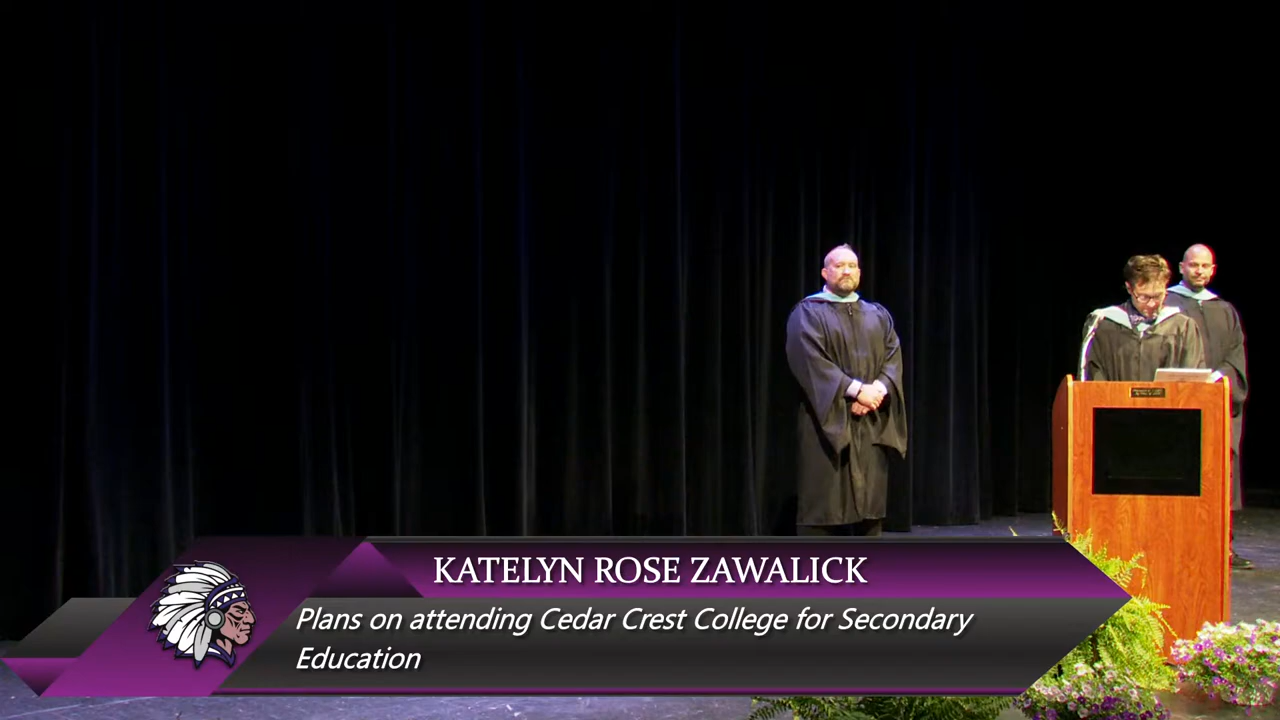 KATELYN ROSE ZAWALICK
Plans on attending Cedar Crest College for Secondary
Education